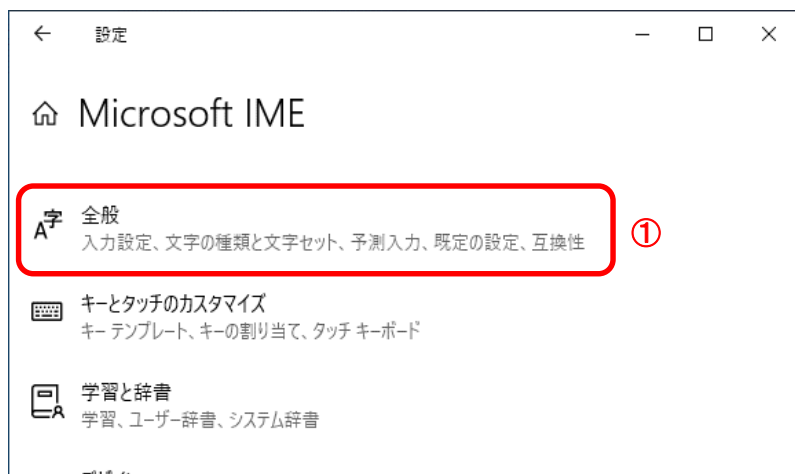 設定
Microsoft IME
全般
入力設定、文字の種類と文字セット、予測入力、既定の設定、互換性
①
キーとタッチのカスタマイズ
キー テンプレート、キーの割り当て、タッチ キーボード
学習と辞書
学習、ユーザー辞書、システム辞書